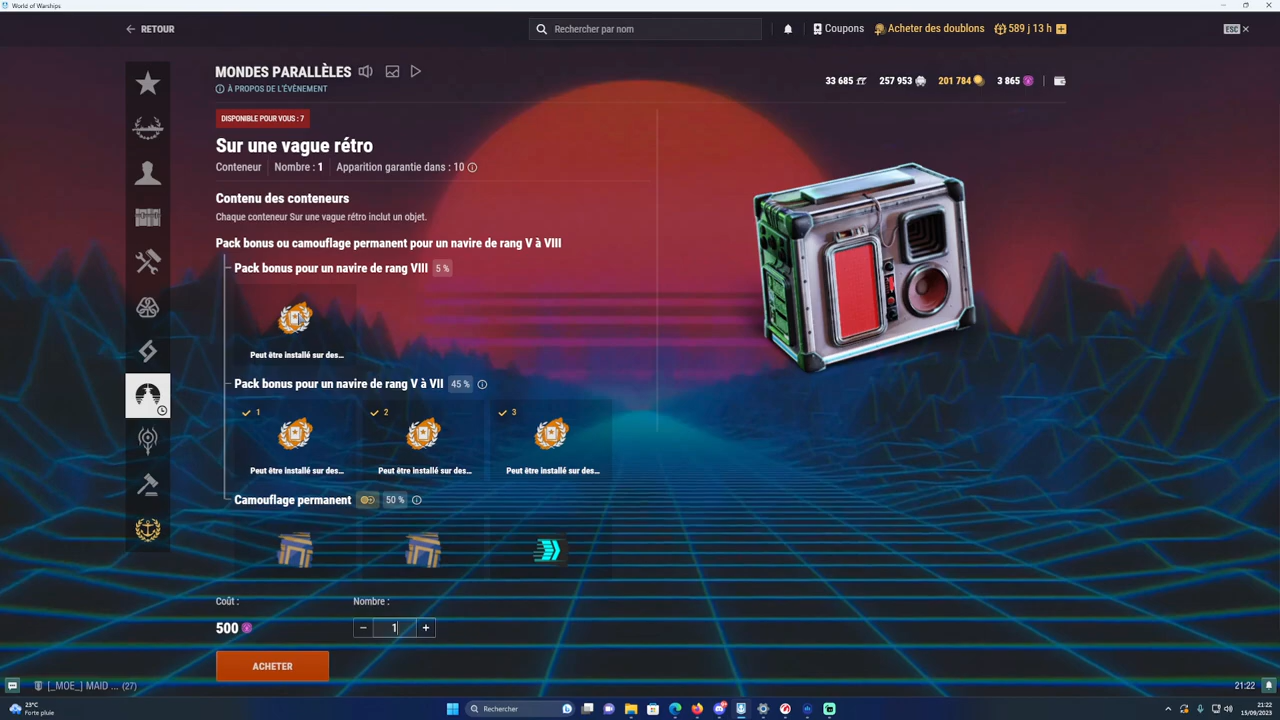 World of Warships
RETOUR
Rechercher par nom
Coupons
Acheter des doublons
589 j 13 h
ESC
MONDES PARALLÈLES
À PROPOS DE L'ÉVÈNEMENT
33 685
257 953
201 784
3 865
DISPONIBLE POUR VOUS : 7
Sur une vague rétro
Conteneur
Nombre : 1
Apparition garantie dans : 10
Contenu des conteneurs
Chaque conteneur Sur une vague rétro inclut un objet.
Pack bonus ou camouflage permanent pour un navire de rang V à VIII
Pack bonus pour un navire de rang VIII 5 %
Peut être installé sur des...
Pack bonus pour un navire de rang V à VII 45 %
1
2
3
Peut être installé sur des...
Peut être installé sur des...
Peut être installé sur des...
Camouflage permanent 50 %
Coût :
Nombre :
500
− 1 +
ACHETER
[_MOE_] MAID ... (27)
21:22
23°C
Forte pluie
Rechercher
21:22
15/09/2023